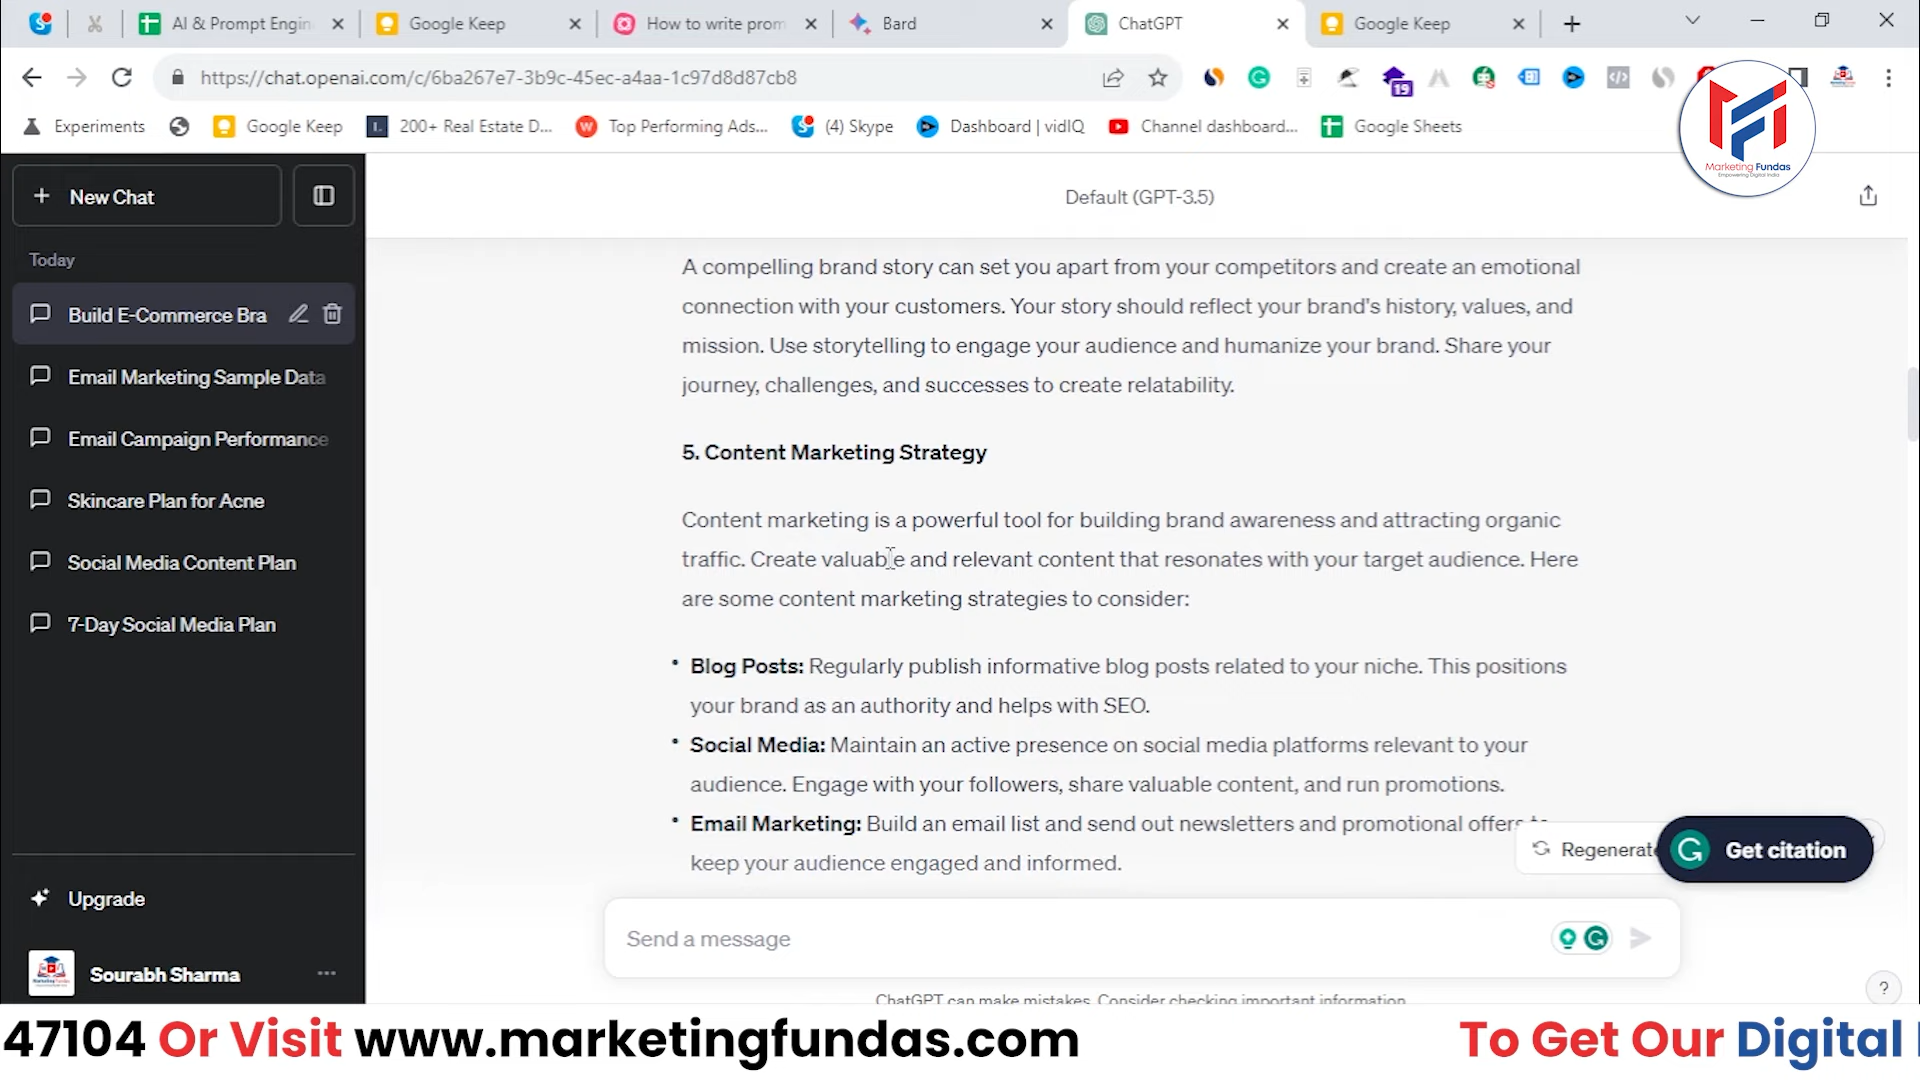 AI & Prompt Engin
Google Keep
How to write prom
Bard
ChatGPT
Google Keep
https://chat.openai.com/c/6ba267e7-3b9c-45ec-a4aa-1c97d8d87cb8
19
Experiments
Google Keep
200+ Real Estate D...
Top Performing Ads...
(4) Skype
Dashboard | vidIQ
Channel dashboard...
Google Sheets
Marketing Fundas
Empowering Digital India
New Chat
Default (GPT-3.5)
Today
Build E-Commerce Bra
Email Marketing Sample Data
Email Campaign Performance
Skincare Plan for Acne
Social Media Content Plan
7-Day Social Media Plan
Upgrade
Sourabh Sharma
A compelling brand story can set you apart from your competitors and create an emotional
connection with your customers. Your story should reflect your brand's history, values, and
mission. Use storytelling to engage your audience and humanize your brand. Share your
journey, challenges, and successes to create relatability.
5. Content Marketing Strategy
Content marketing is a powerful tool for building brand awareness and attracting organic
traffic. Create valuable and relevant content that resonates with your target audience. Here
are some content marketing strategies to consider:
• Blog Posts: Regularly publish informative blog posts related to your niche. This positions
your brand as an authority and helps with SEO.
• Social Media: Maintain an active presence on social media platforms relevant to your
audience. Engage with your followers, share valuable content, and run promotions.
• Email Marketing: Build an email list and send out newsletters and promotional offers to
keep your audience engaged and informed.
Regenerate
Get citation
Send a message
ChatGPT can make mistakes. Consider checking important information.
?
47104 Or Visit www.marketingfundas.com
To Get Our Digital